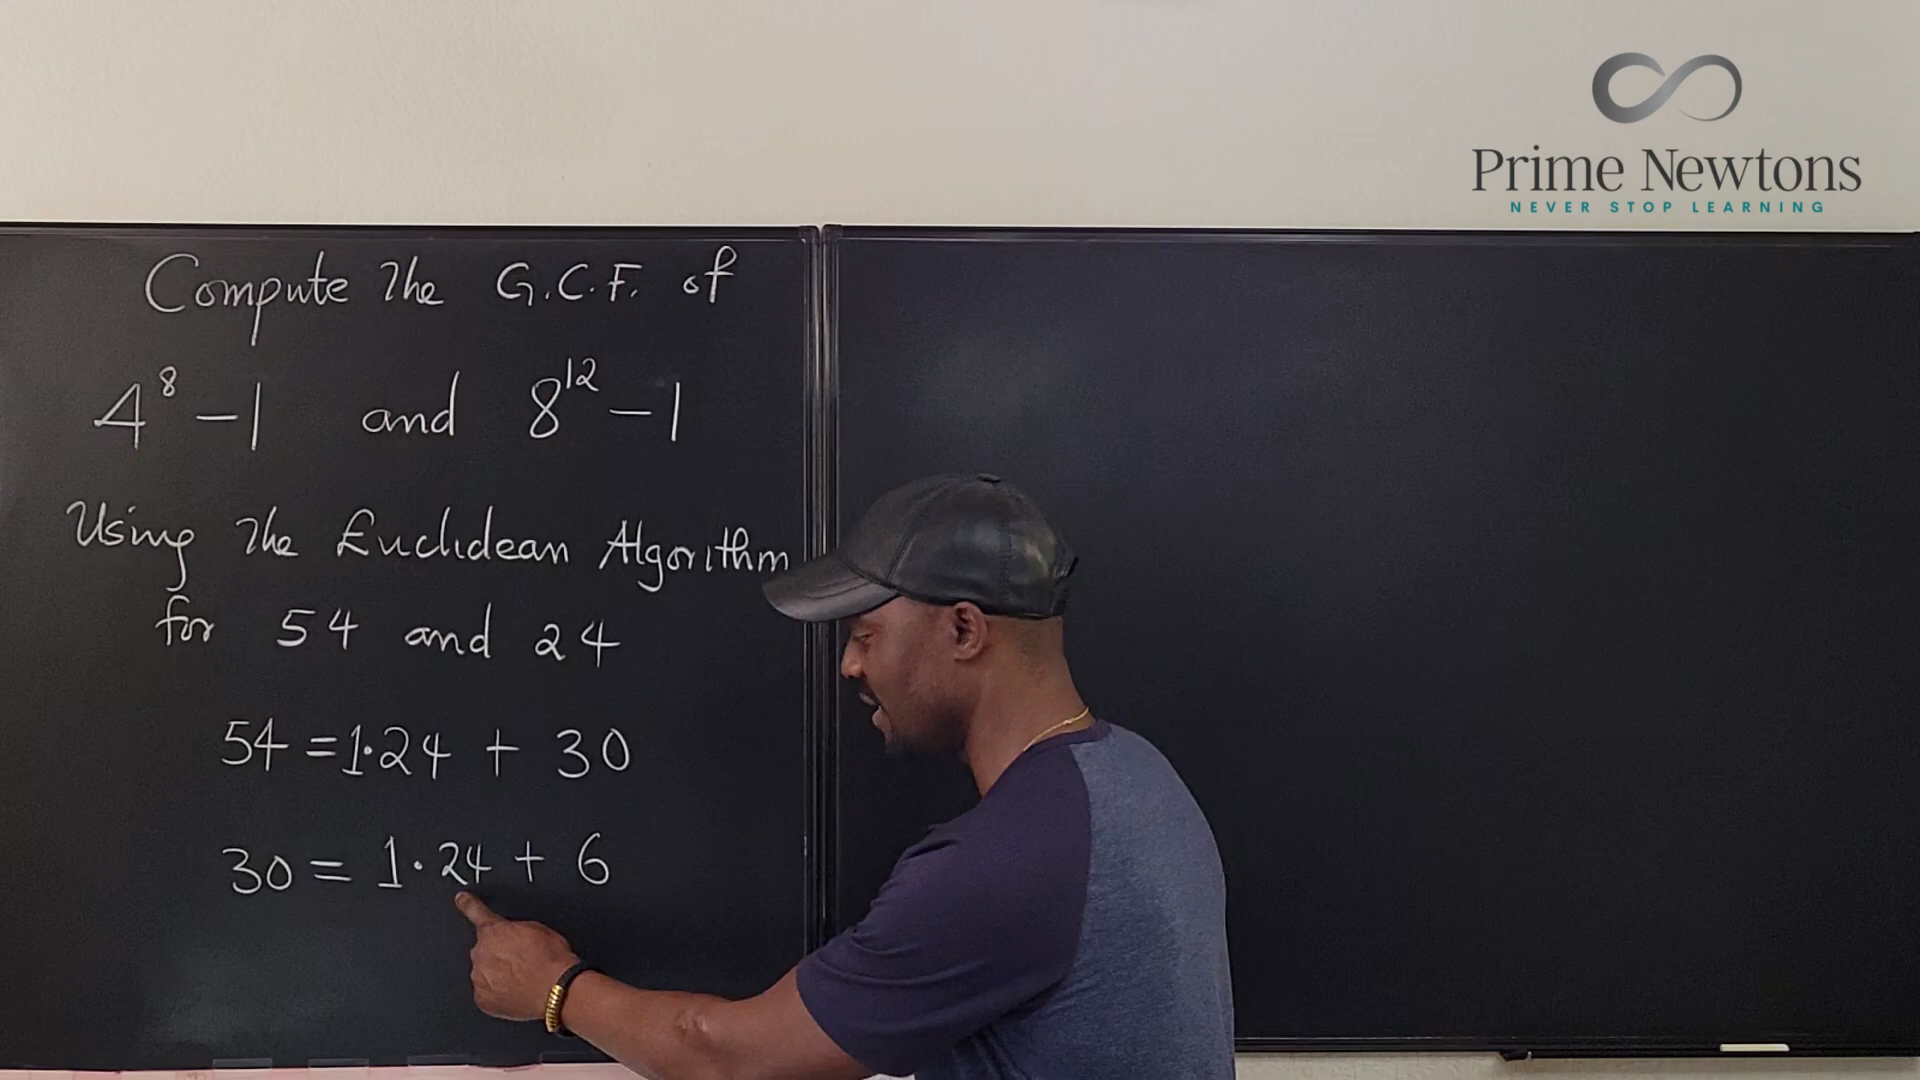 Prime Newtons
NEVER STOP LEARNING
Compute the G.C.F. of
4⁸ - 1 and 8¹² - 1
Using the Euclidean Algorithm
for 54 and 24
54 = 1·24 + 30
30 = 1·24 + 6